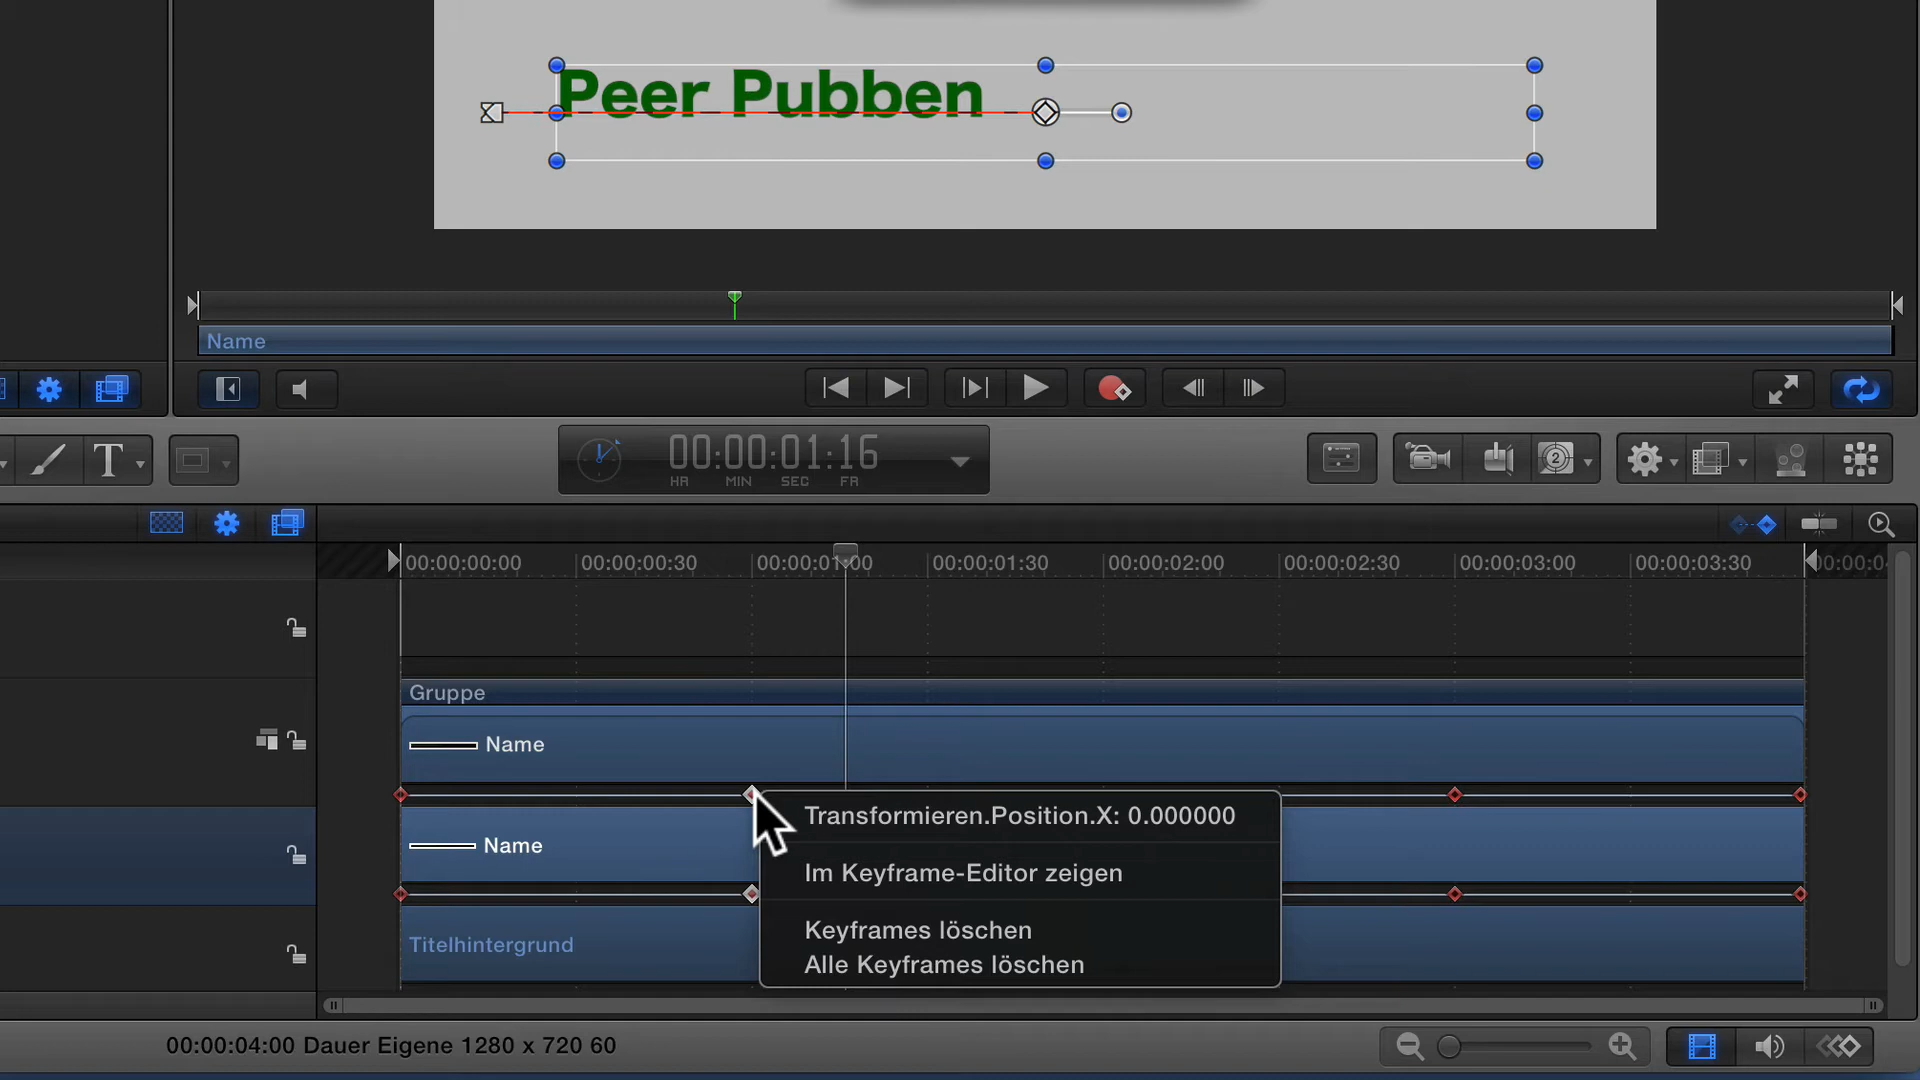 Peer Pubben
Name
T
00:00:01:16
HR MIN SEC FR
2
00:00:00:00 00:00:00:30 00:00:01:00 00:00:01:30 00:00:02:00 00:00:02:30 00:00:03:00 00:00:03:30
Gruppe
Name
Transformieren.Position.X: 0.000000
Name
Im Keyframe-Editor zeigen
Keyframes löschen
Titelhintergrund
Alle Keyframes löschen
00:00:04:00 Dauer Eigene 1280 x 720 60